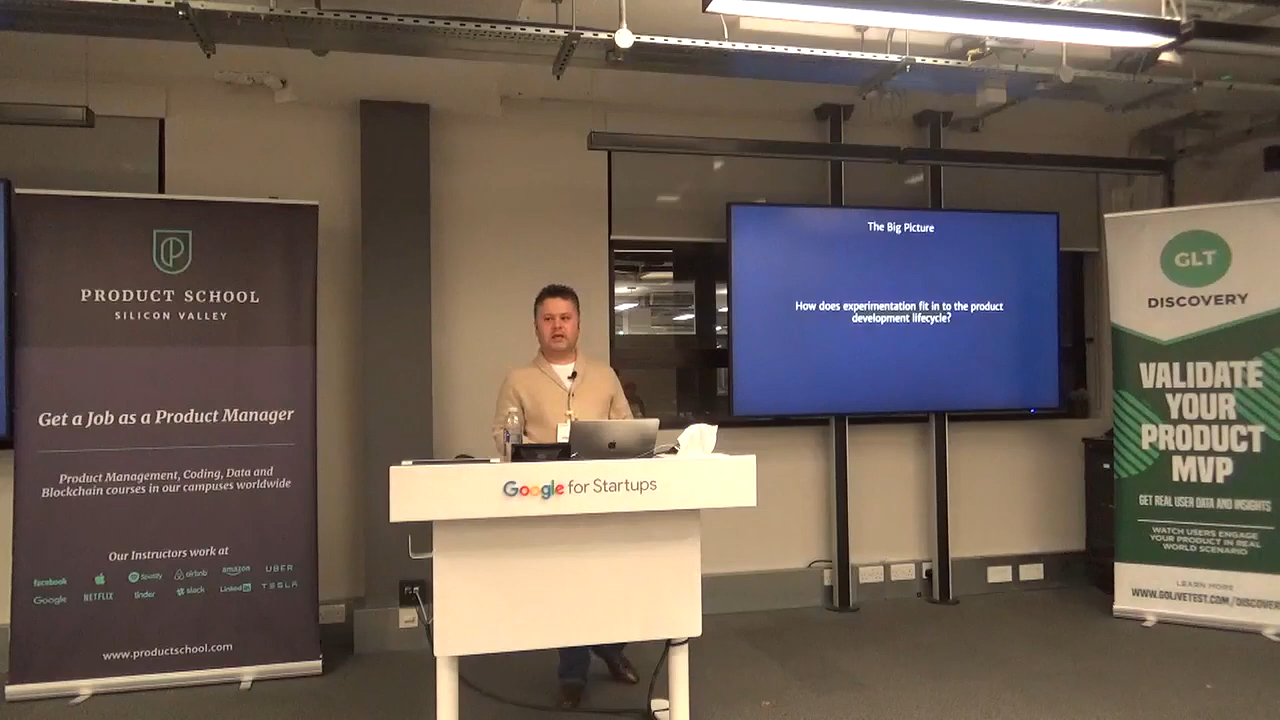 PRODUCT SCHOOL
SILICON VALLEY
Get a Job as a Product Manager
Product Management, Coding, Data and
Blockchain courses in our campuses worldwide
Our Instructors work at
facebook Spotify airbnb amazon UBER
Google NETFLIX tinder slack LinkedIn TESLA
www.productschool.com
Google for Startups
The Big Picture
How does experimentation fit in to the product
development lifecycle?
GLT
DISCOVERY
VALIDATE
YOUR
PRODUCT
MVP
GET REAL USER DATA AND INSIGHTS
WATCH USERS ENGAGE
YOUR PRODUCT IN REAL
WORLD SCENARIO
LEARN MORE
WWW.GOLIVETEST.COM/DISCOVER